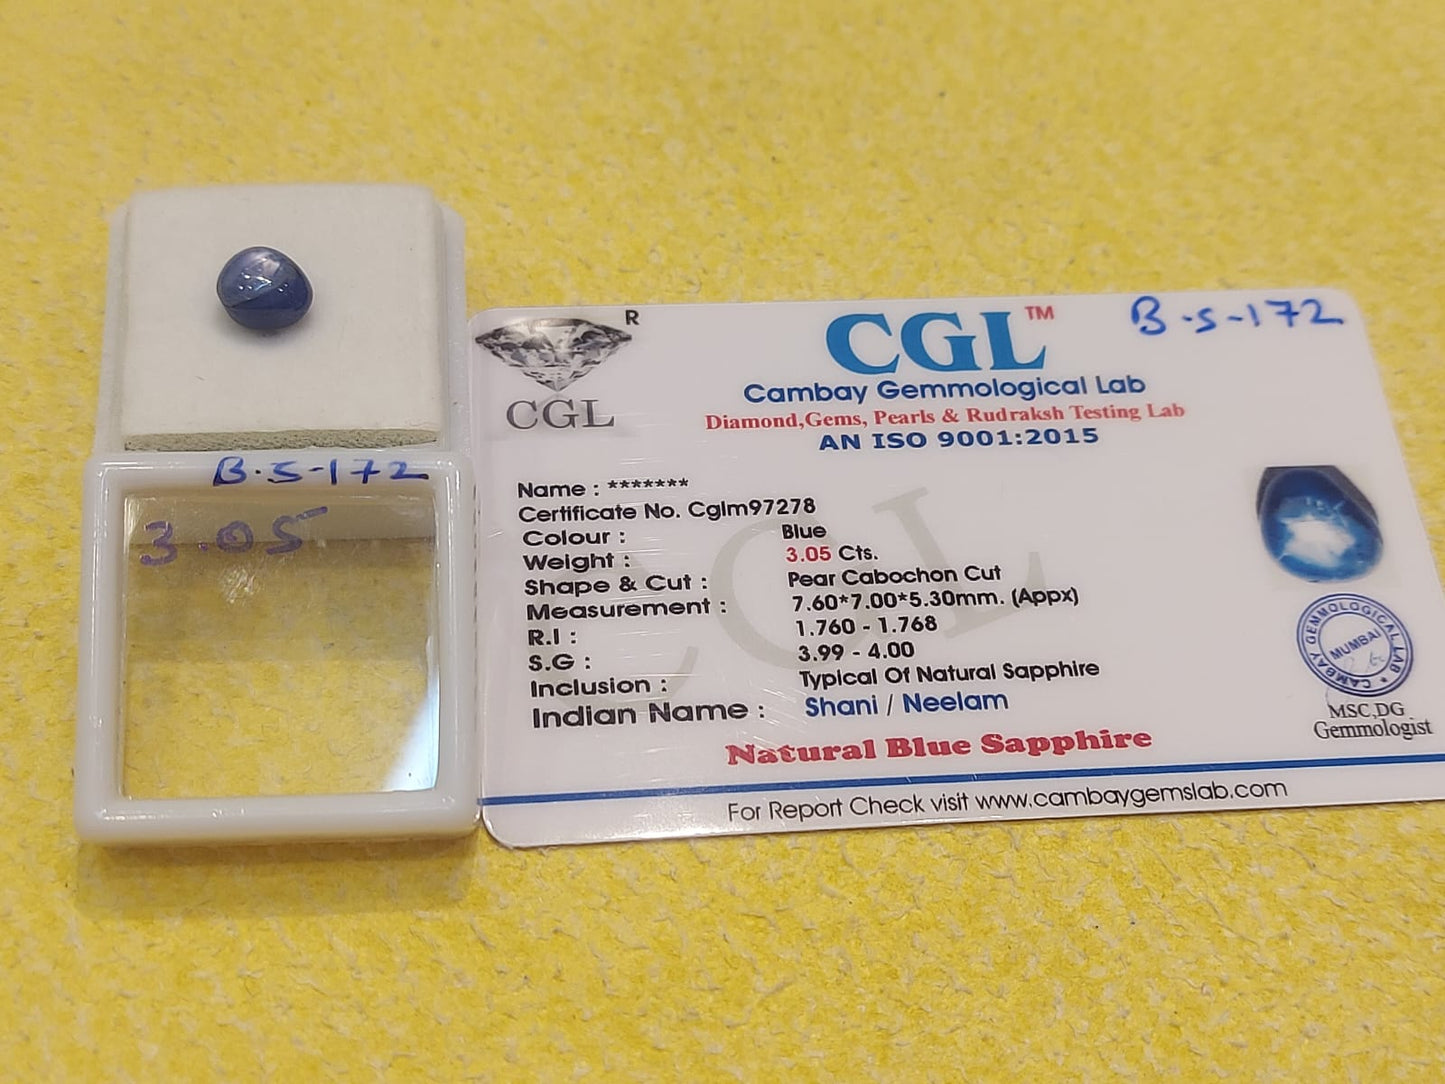 B.S-172
3.05
R
CGL
CGL™
B.S-172
Cambay Gemmological Lab
Diamond,Gems, Pearls & Rudraksh Testing Lab
AN ISO 9001:2015
Name : *******
Certificate No. Cglm97278
Colour : Blue
Weight : 3.05 Cts.
Shape & Cut : Pear Cabochon Cut
Measurement : 7.60*7.00*5.30mm. (Appx)
R.I : 1.760 - 1.768
S.G : 3.99 - 4.00
Inclusion : Typical Of Natural Sapphire
Indian Name : Shani / Neelam
Natural Blue Sapphire
For Report Check visit www.cambaygemslab.com
CAMBAY GEMOLOGICAL LAB
MUMBAI
MSC,DG
Gemmologist
CGL